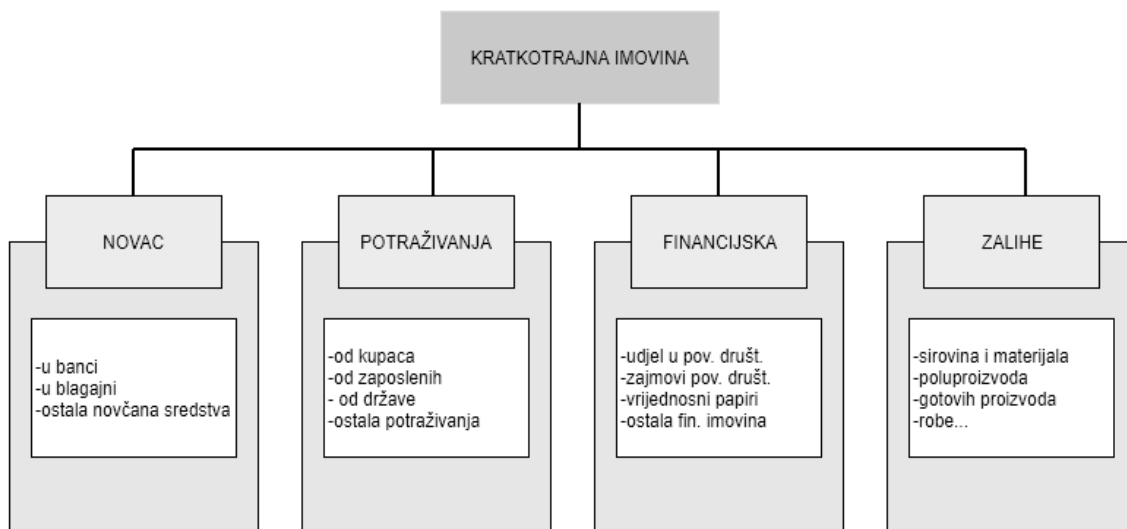 KRATKOTRAJNA IMOVINA
NOVAC
-u banci
-u blagajni
-ostala novčana sredstva
POTRAŽIVANJA
-od kupaca
-od zaposlenih
- od države
-ostala potraživanja
FINANCIJSKA
-udjel u pov. društ.
-zajmovi pov. društ.
-vrijednosni papiri
-ostala fin. imovina
ZALIHE
-sirovina i materijala
-poluproizvoda
-gotovih proizvoda
-robe...